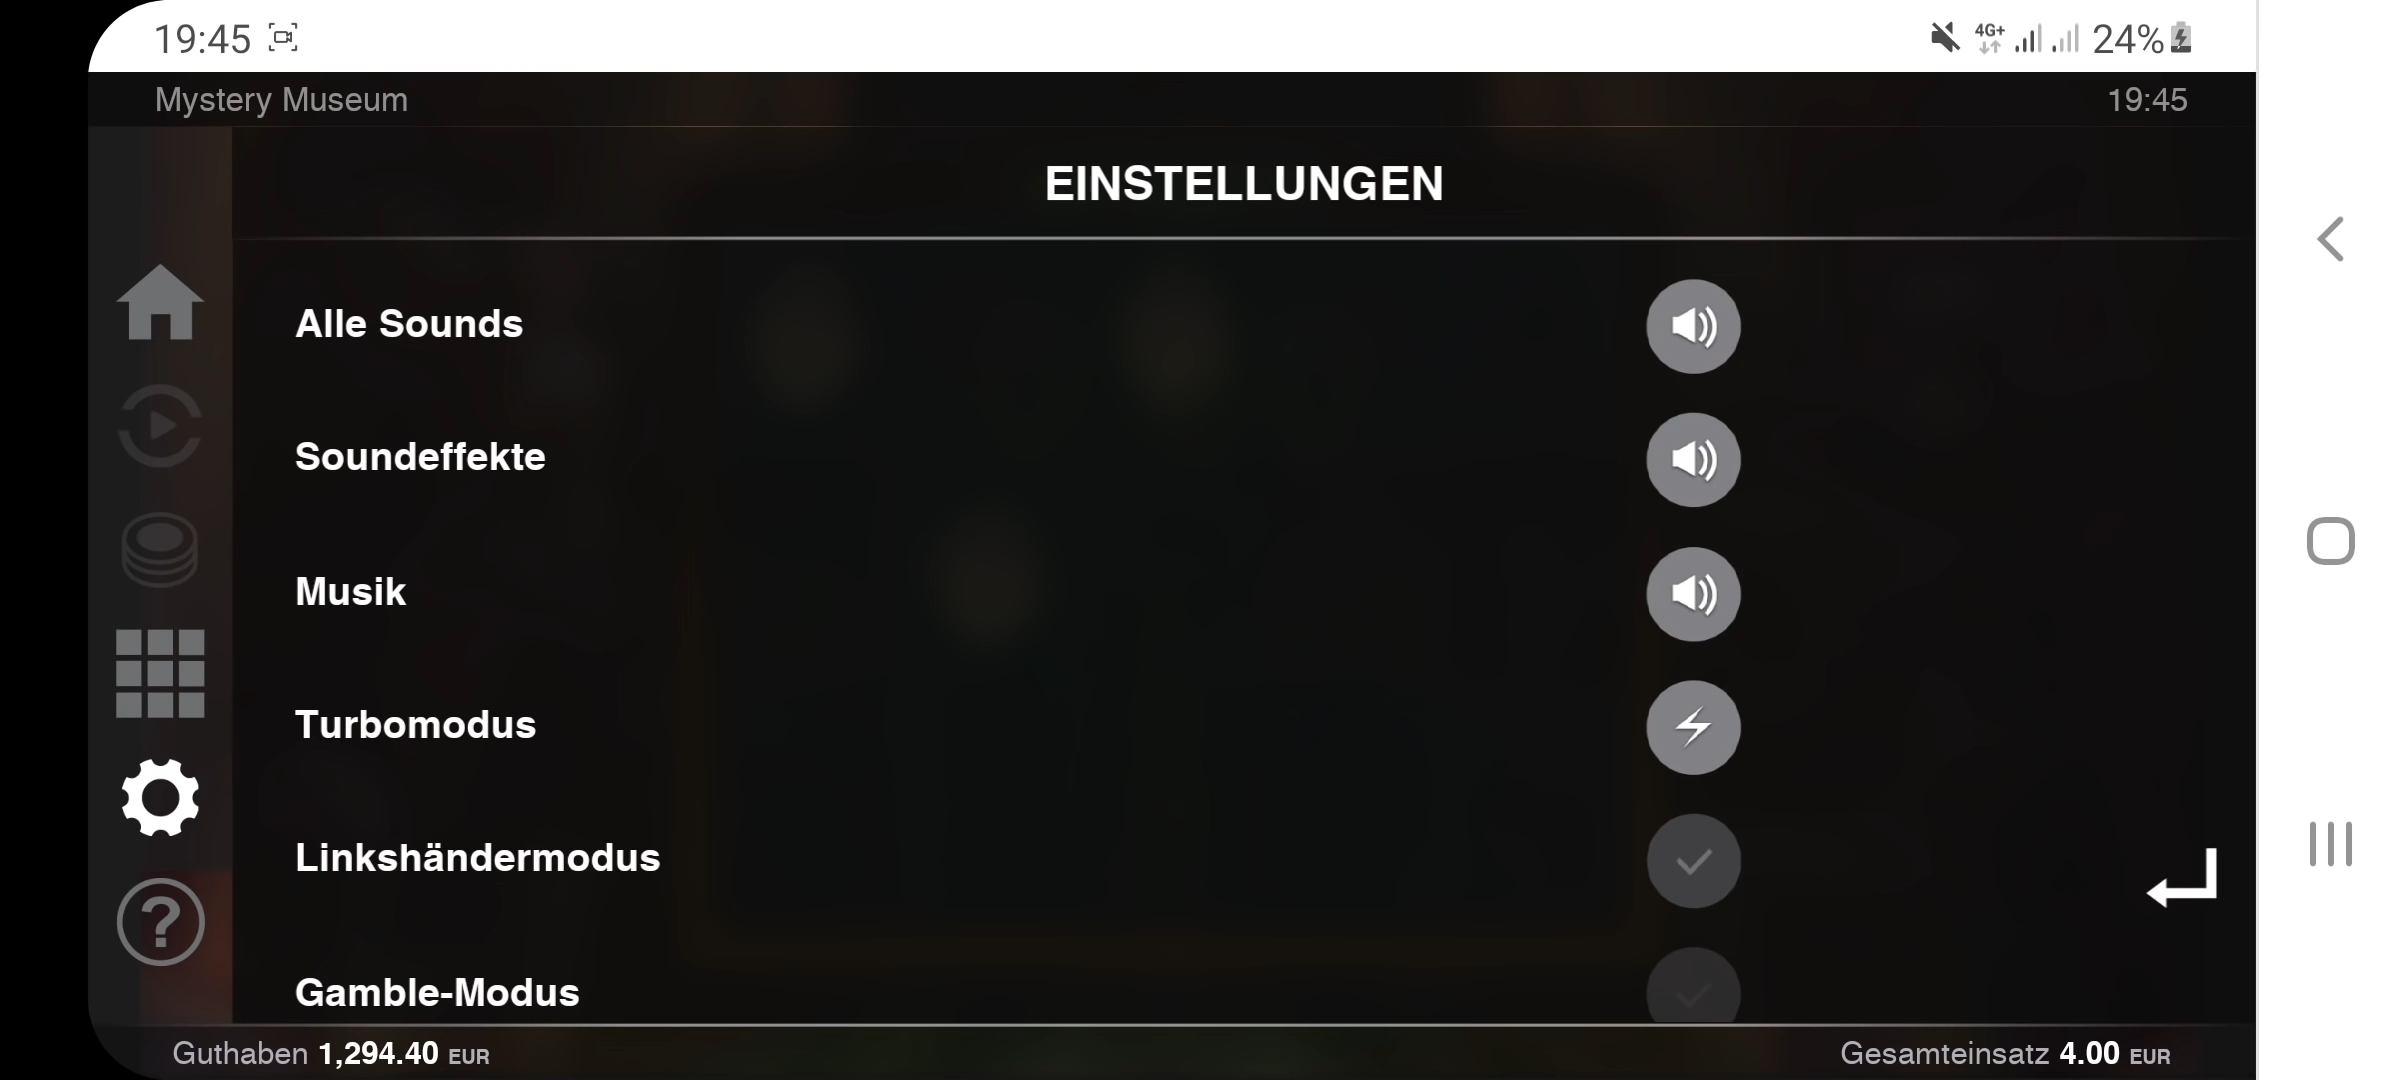 19:45
4G+ 24%
Mystery Museum 19:45
EINSTELLUNGEN
Alle Sounds
Soundeffekte
Musik
Turbomodus
Linkshändermodus
Gamble-Modus
Guthaben 1,294.40 EUR Gesamteinsatz 4.00 EUR